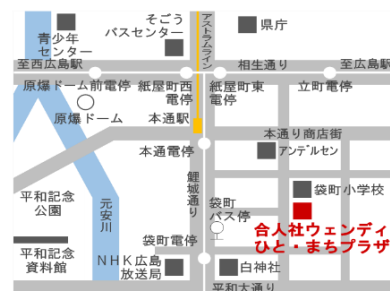 そごう
バスセンター
アストラムライン
県庁
青少年
センター
至西広島駅
相生通り
至広島駅
原爆ドーム前電停
紙屋町西
電停
紙屋町東
電停
立町電停
原爆ドーム
本通駅
本通り商店街
本通電停
アンデルセン
鯉城通り
袋町小学校
平和記念
公園
元安川
袋町
バス停
合人社ウェンディ
ひと・まちプラザ
袋町電停
平和記念
資料館
NHK広島
放送局
白神社
平和大通り